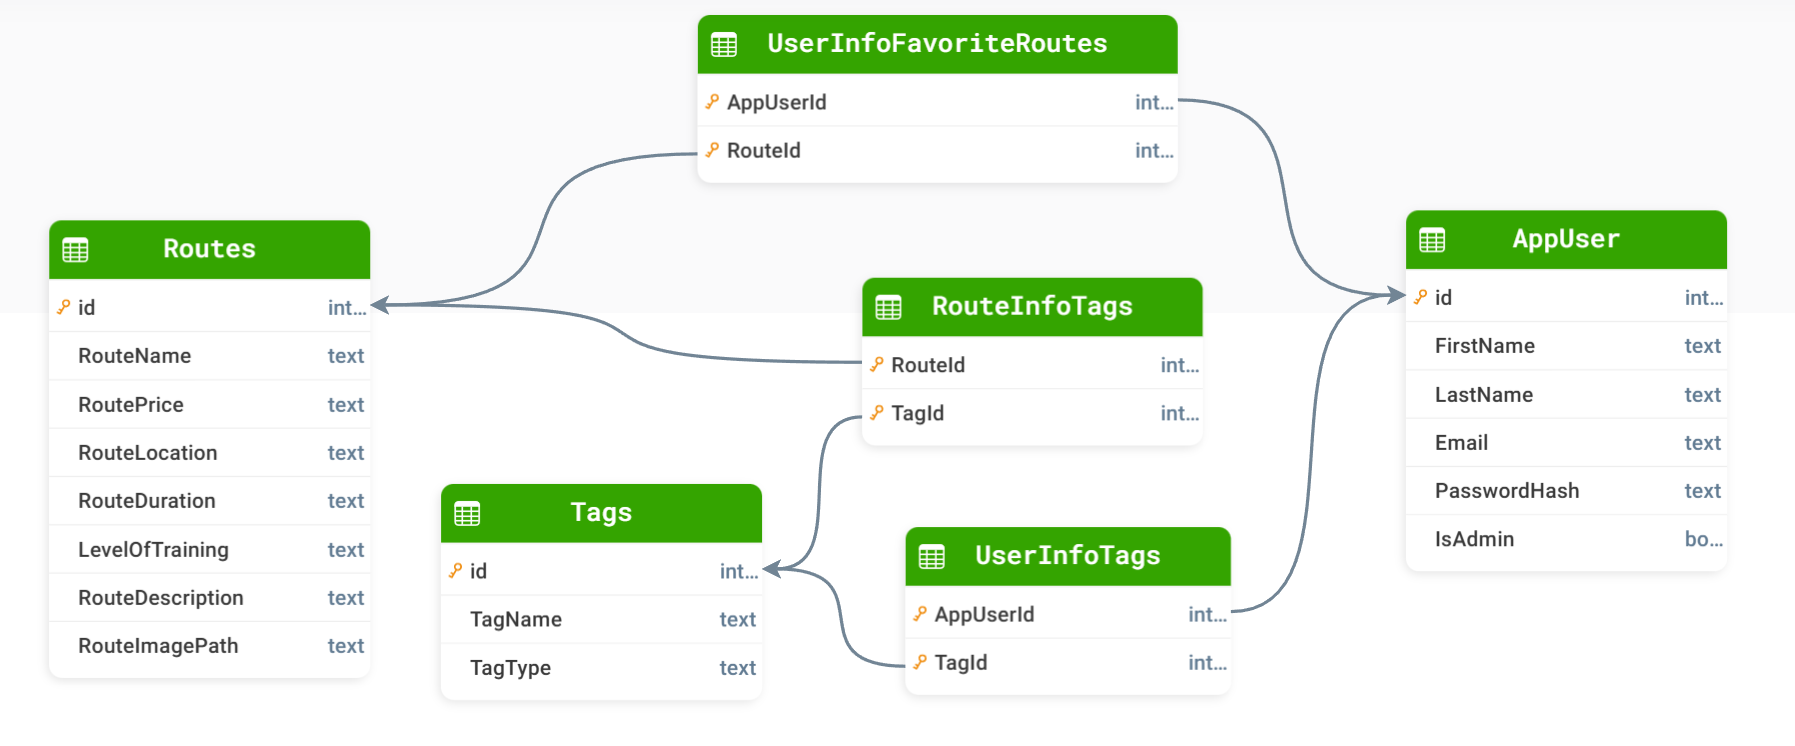 UserInfoFavoriteRoutes
AppUserId int...
RouteId int...
Routes
id int...
RouteName text
RoutePrice text
RouteLocation text
RouteDuration text
LevelOfTraining text
RouteDescription text
RouteImagePath text
RouteInfoTags
RouteId int...
TagId int...
Tags
id int...
TagName text
TagType text
UserInfoTags
AppUserId int...
TagId int...
AppUser
id int...
FirstName text
LastName text
Email text
PasswordHash text
IsAdmin bo...